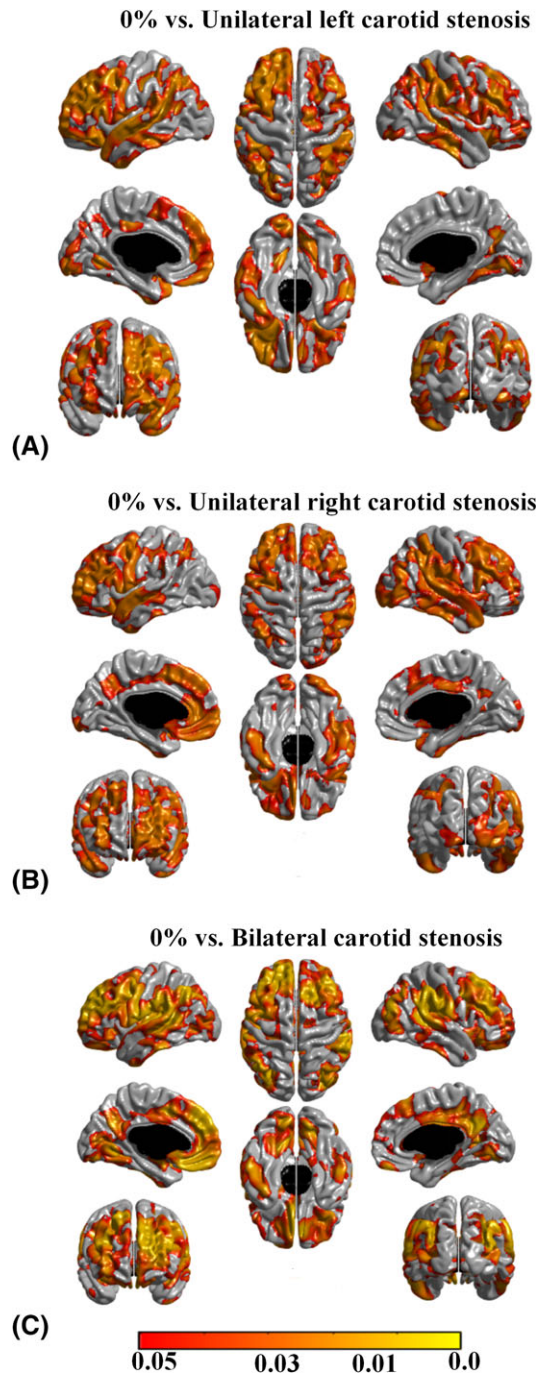 0% vs. Unilateral left carotid stenosis
(A)
0% vs. Unilateral right carotid stenosis
(B)
0% vs. Bilateral carotid stenosis
(C)
0.05 0.03 0.01 0.0